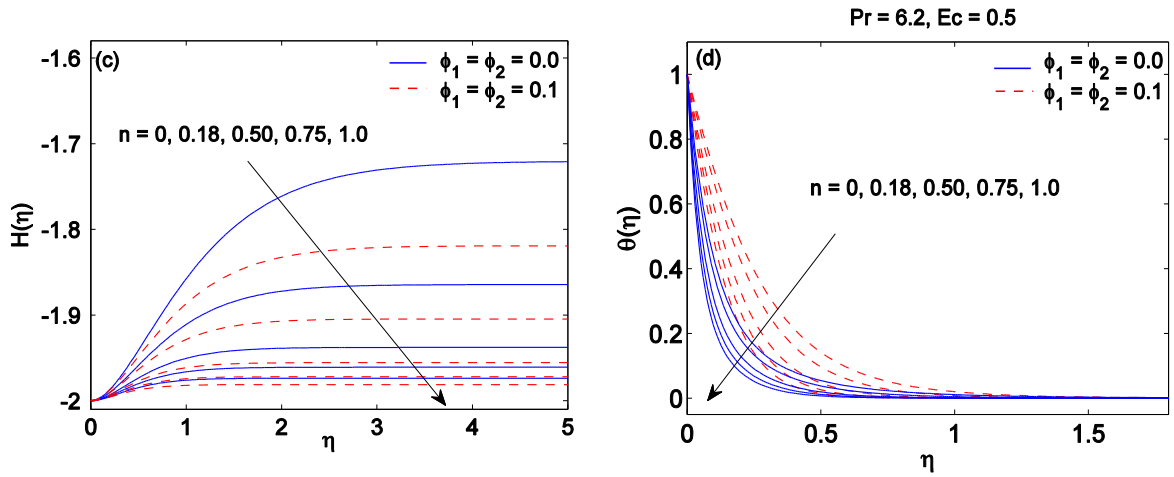 (c)
ϕ1 = ϕ2 = 0.0
ϕ1 = ϕ2 = 0.1
n = 0, 0.18, 0.50, 0.75, 1.0
-1.6
-1.7
-1.8
-1.9
-2
H(η)
0 1 2 3 4 5
η
Pr = 6.2, Ec = 0.5
(d)
ϕ1 = ϕ2 = 0.0
ϕ1 = ϕ2 = 0.1
n = 0, 0.18, 0.50, 0.75, 1.0
1
0.8
0.6
0.4
0.2
0
θ(η)
0 0.5 1 1.5
η